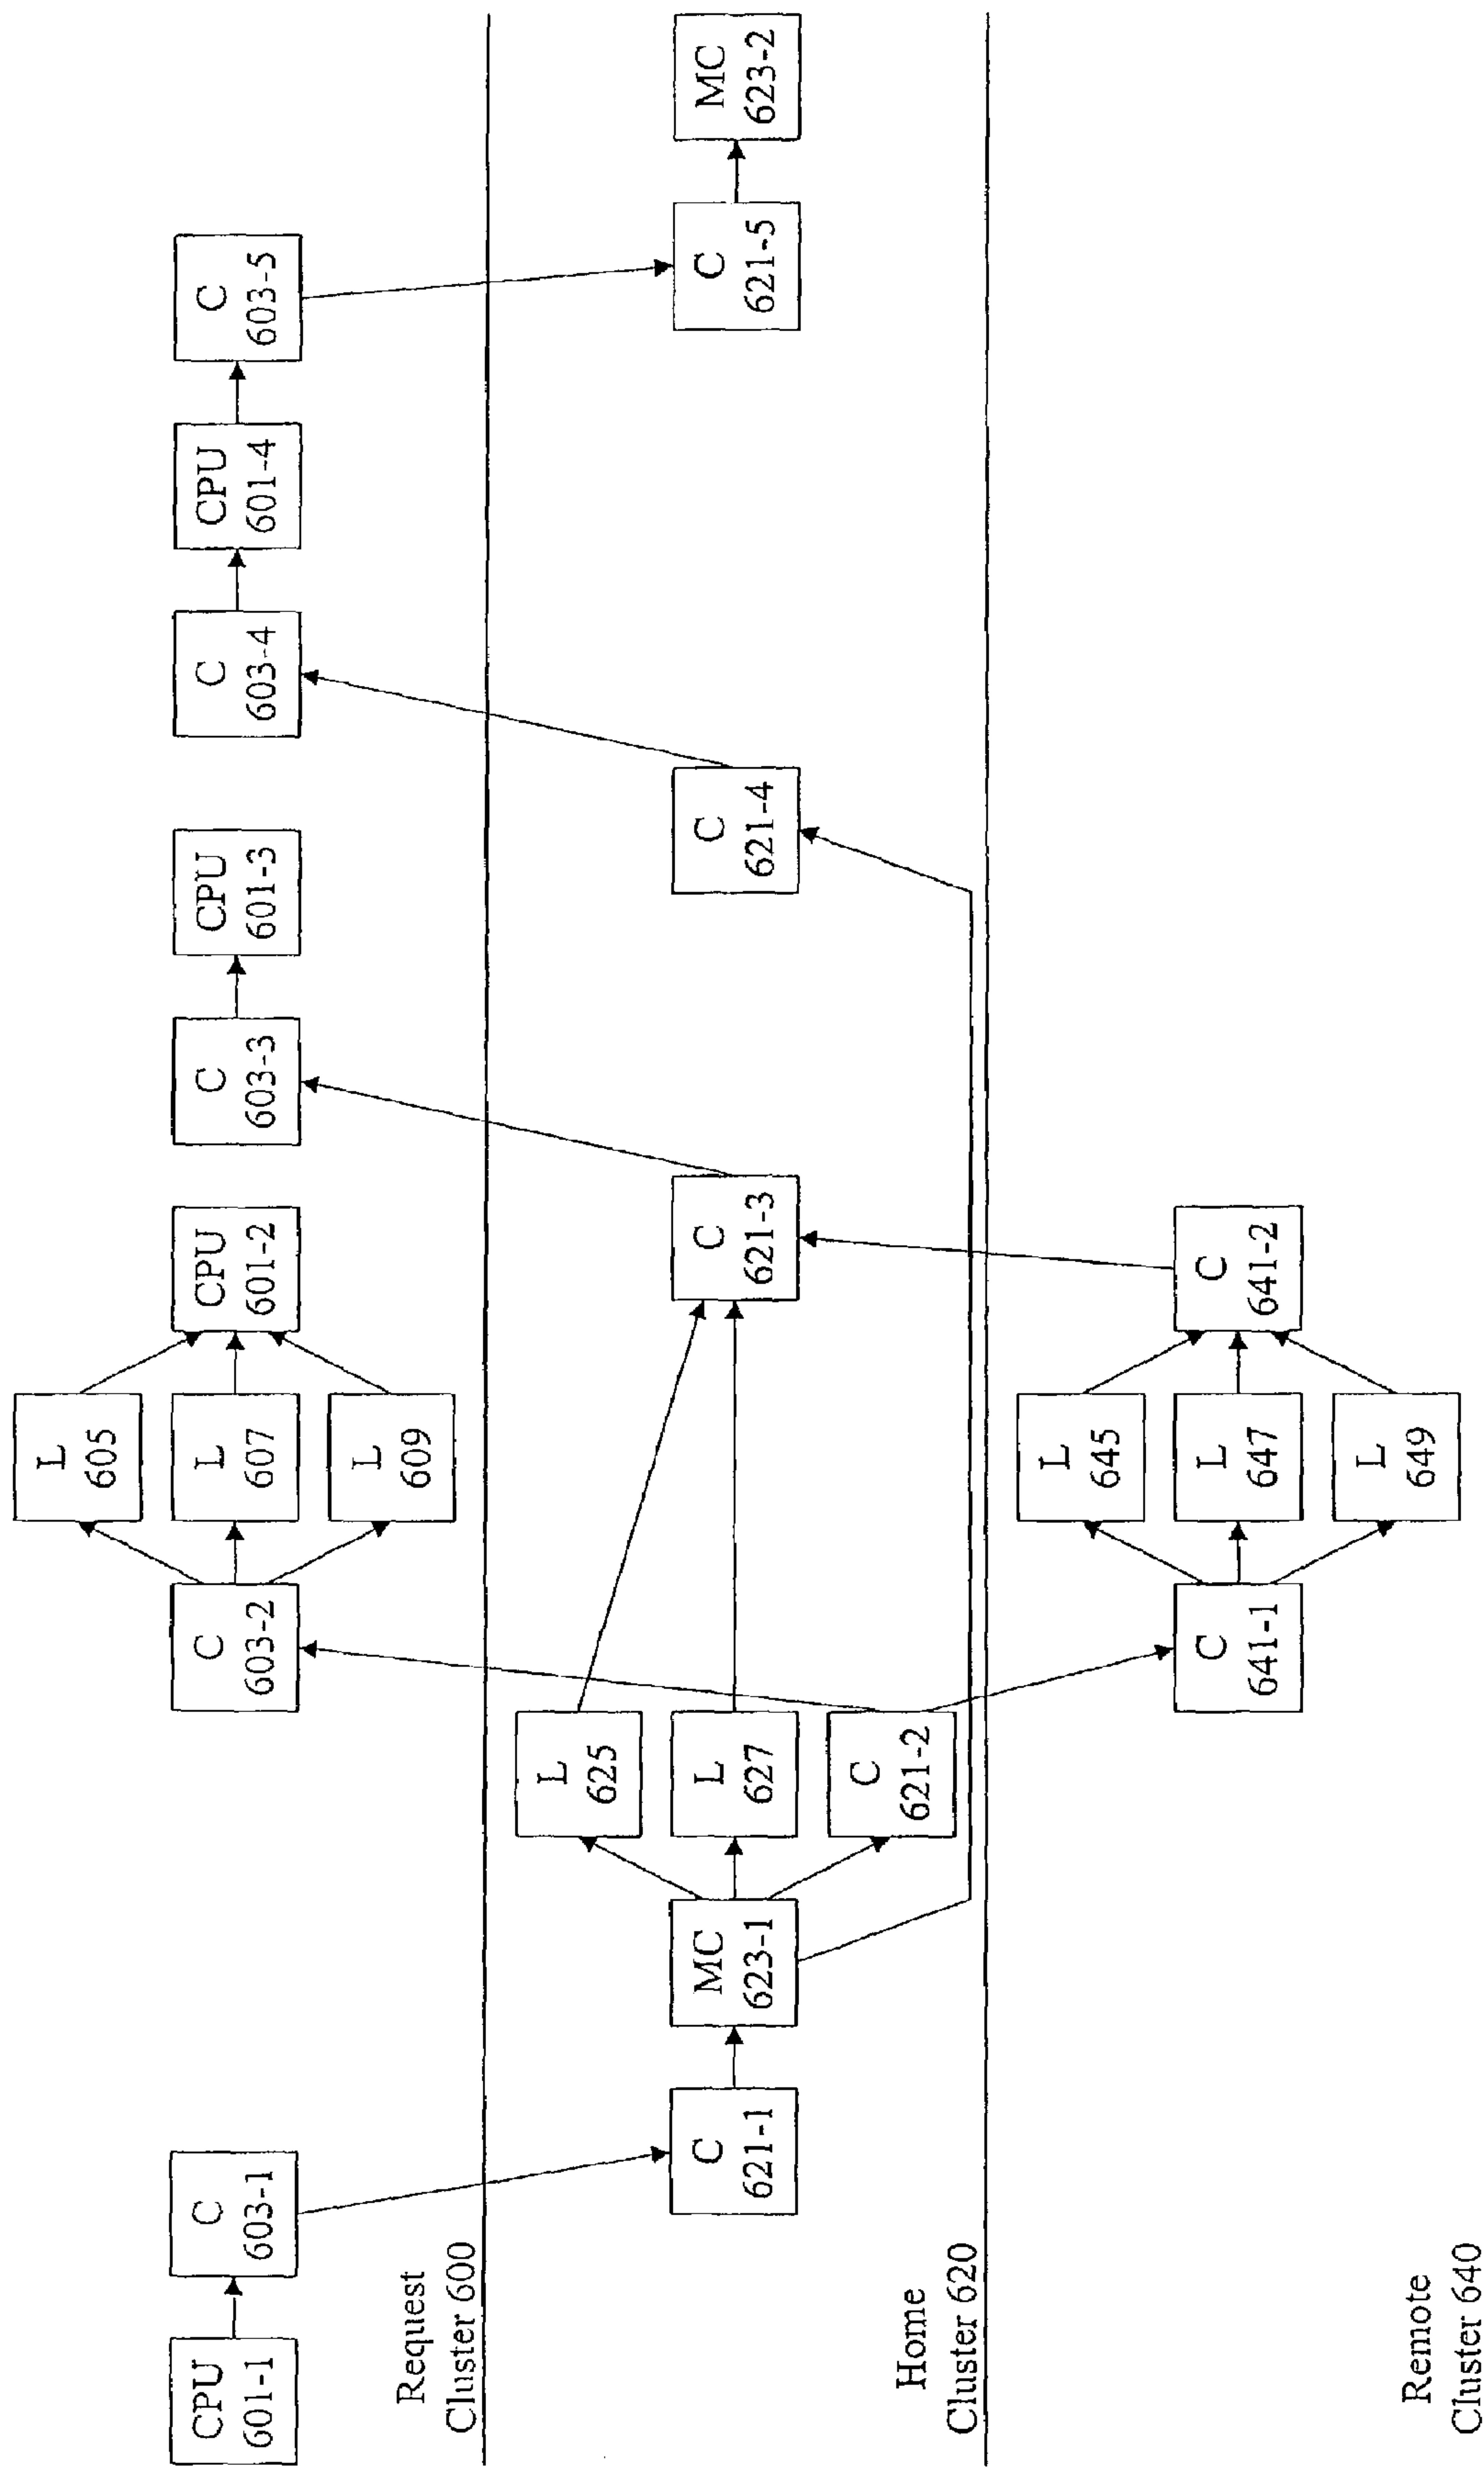 CPU
601-1
C
603-1
C
603-2
L
605
L
607
L
609
CPU
601-2
C
603-3
CPU
601-3
C
603-4
CPU
601-4
C
603-5
Request
Cluster 600
C
621-1
MC
623-1
L
625
L
627
C
621-2
C
621-3
C
621-4
C
621-5
MC
623-2
Home
Cluster 620
C
641-1
L
645
L
647
L
649
C
641-2
Remote
Cluster 640